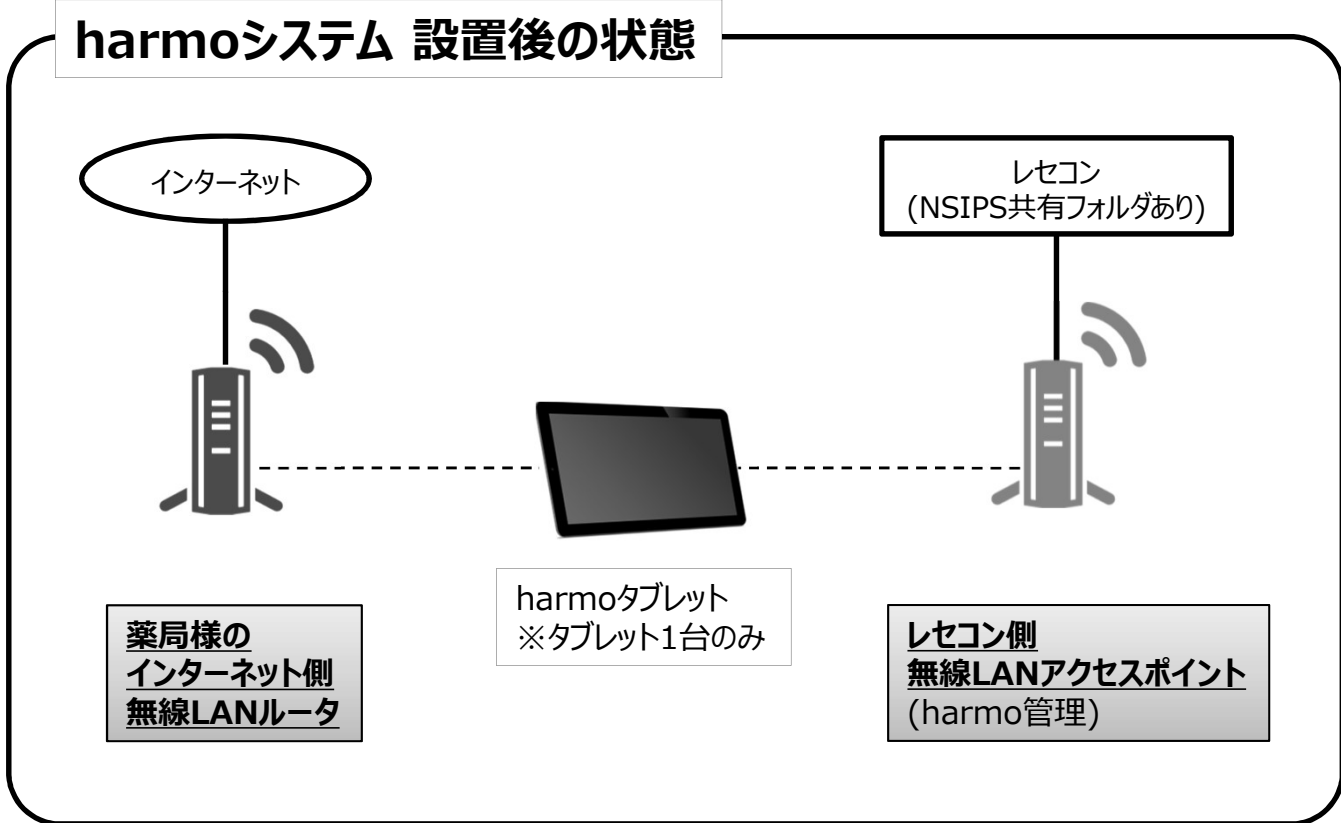 harmoシステム 設置後の状態
インターネット
レセコン
(NSIPS共有フォルダあり)
harmoタブレット
※タブレット1台のみ
薬局様の
インターネット側
無線LANルータ
レセコン側
無線LANアクセスポイント
(harmo管理)